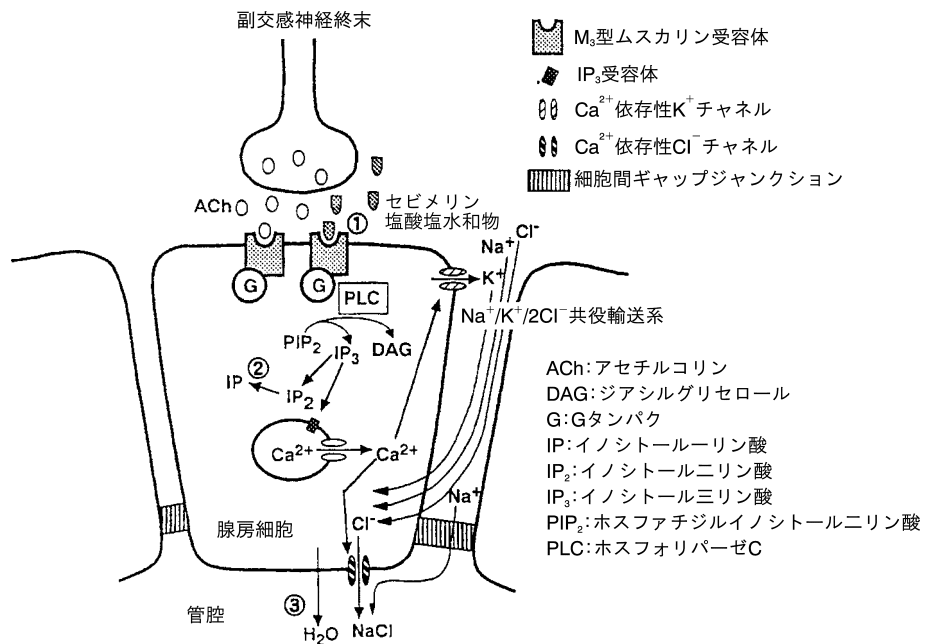 副交感神経終末
M₃型ムスカリン受容体
IP₃受容体
Ca²⁺依存性K⁺チャネル
Ca²⁺依存性Cl⁻チャネル
細胞間ギャップジャンクション
ACh
セビメリン
塩酸塩水和物
①
G
G
PLC
PIP₂
IP₃
DAG
②
IP
IP₂
Ca²⁺
Ca²⁺
Na⁺
Cl⁻
K⁺
Na⁺/K⁺/2Cl⁻共役輸送系
Na⁺
Cl⁻
腺房細胞
管腔
③
H₂O
NaCl
ACh:アセチルコリン
DAG:ジアシルグリセロール
G:Gタンパク
IP:イノシトールーリン酸
IP₂:イノシトール二リン酸
IP₃:イノシトール三リン酸
PIP₂:ホスファチジルイノシトール二リン酸
PLC:ホスフォリパーゼC